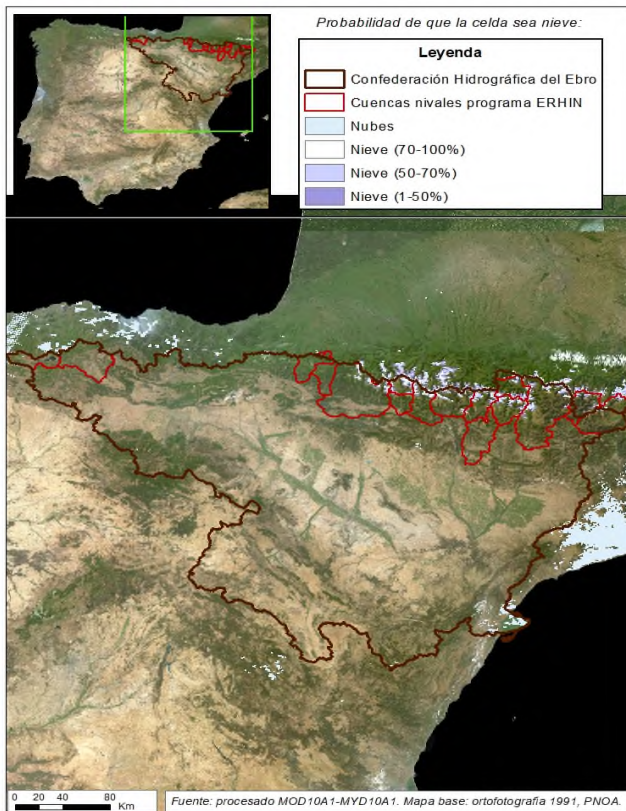 Probabilidad de que la celda sea nieve:
Leyenda
Confederación Hidrográfica del Ebro
Cuencas nivales programa ERHIN
Nubes
Nieve (70-100%)
Nieve (50-70%)
Nieve (1-50%)
0 20 40 80
Km
Fuente: procesado MOD10A1-MYD10A1. Mapa base: orofotografía 1991, PNOA.